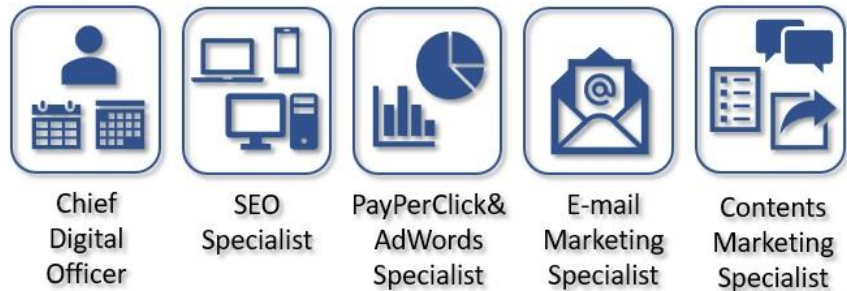 @
Chief
Digital
Officer
SEO
Specialist
PayPerClick&
AdWords
Specialist
E-mail
Marketing
Specialist
Contents
Marketing
Specialist